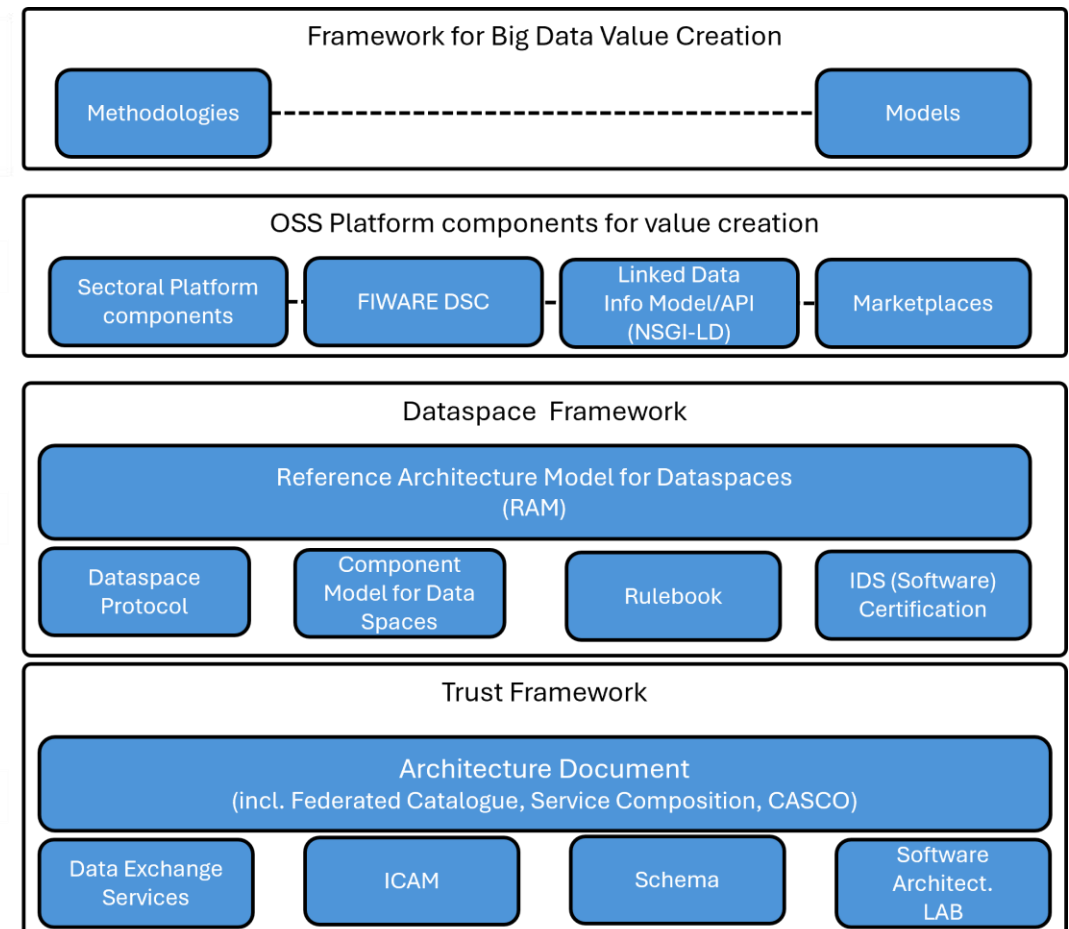 Framework for Big Data Value Creation
Methodologies
Models
OSS Platform components for value creation
Sectoral Platform
components
FIWARE DSC
Linked Data
Info Model/API
(NSGI-LD)
Marketplaces
Dataspace Framework
Reference Architecture Model for Dataspaces
(RAM)
Dataspace
Protocol
Component
Model for Data
Spaces
Rulebook
IDS (Software)
Certification
Trust Framework
Architecture Document
(incl. Federated Catalogue, Service Composition, CASCO)
Data Exchange
Services
ICAM
Schema
Software
Architect.
LAB